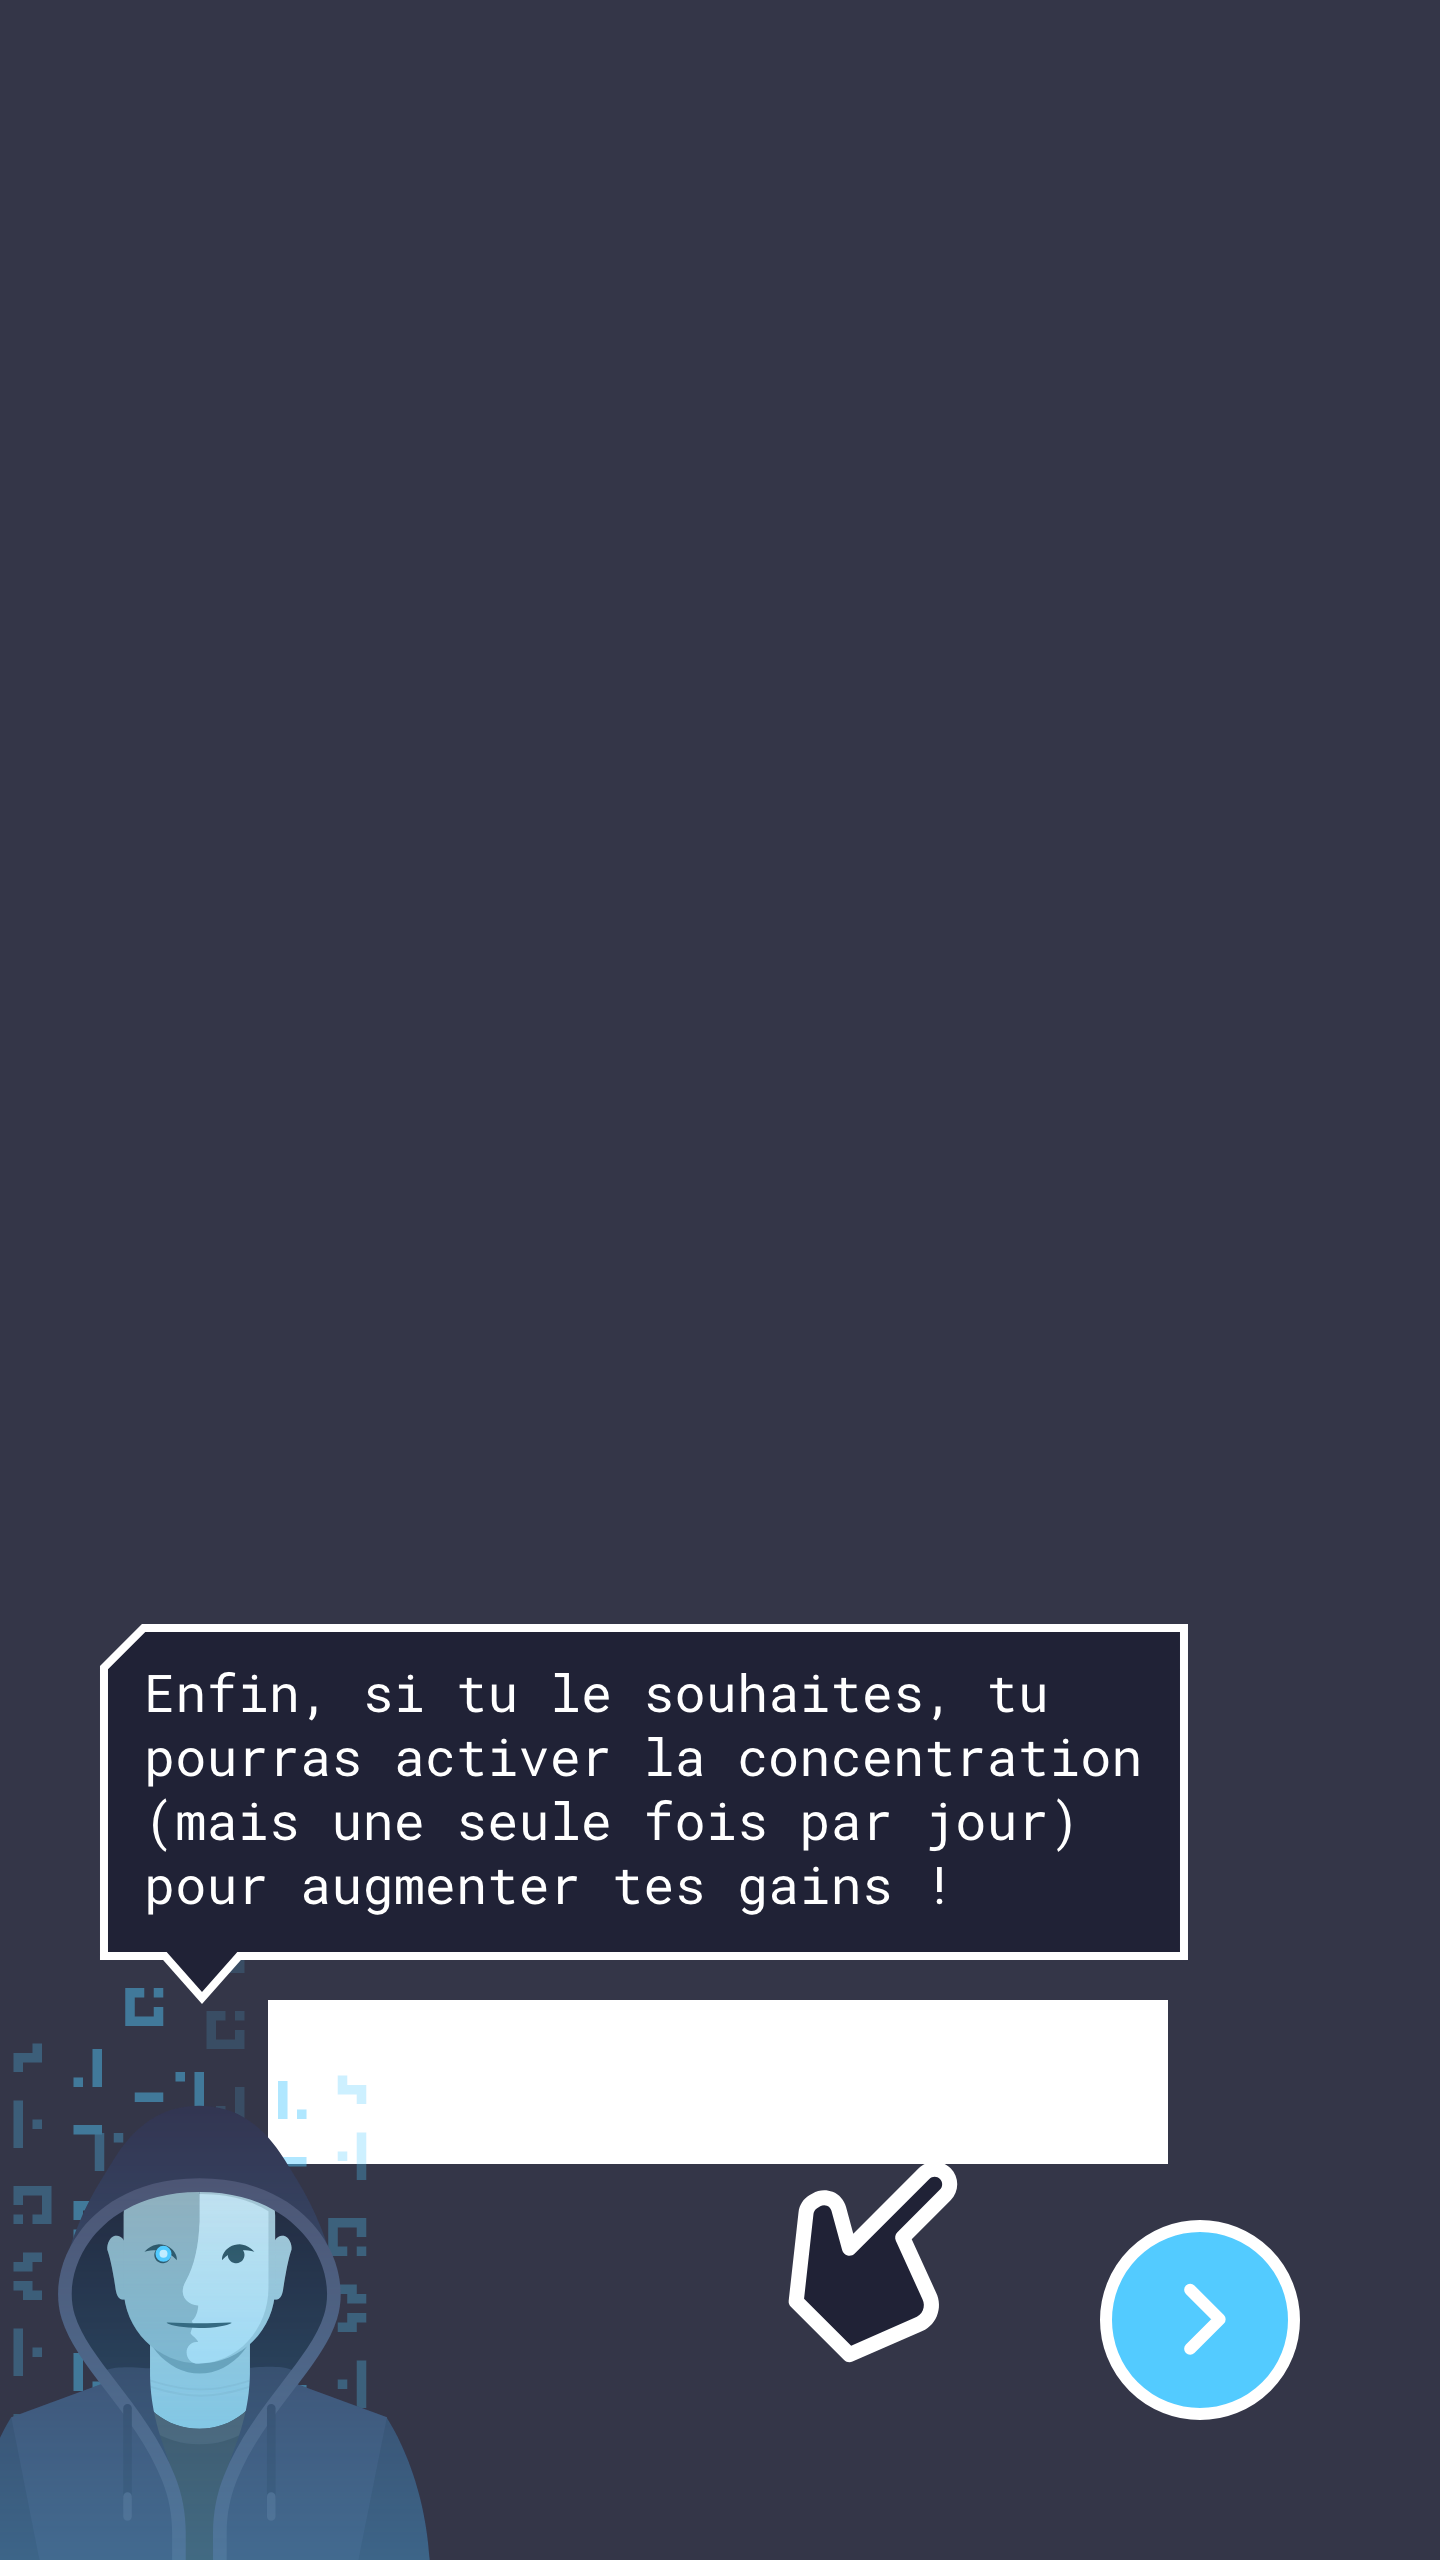 Enfin, si tu le souhaites, tu
pourras activer la concentration
(mais une seule fois par jour)
pour augmenter tes gains !